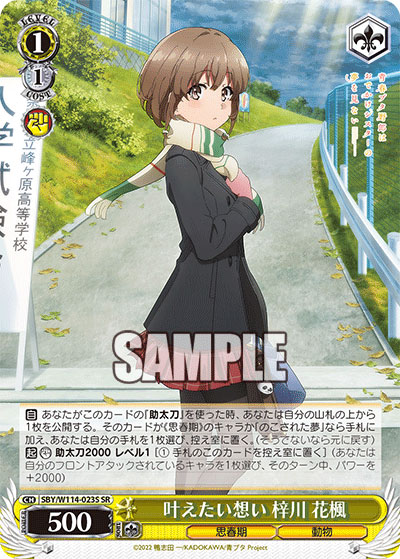 LEVEL
1
1
COST
青春ブタ野郎は
おでかけシスターの
夢を見ない
立峰ヶ原高等学校
入学試験
SAMPLE
自 あなたがこのカードの「助太刀」を使った時、あなたは自分の山札の上から
1枚を公開する。そのカードが《思春期》のキャラか「のこされた夢」なら手札に
加え、あなたは自分の手札を1枚選び、控え室に置く。(そうでないなら元に戻す)
起 助太刀2000 レベル1 [① 手札のこのカードを控え室に置く] (あなたは
自分のフロントアタックされているキャラを1枚選び、そのターン中、パワーを
+2000)
CH SBY/W114-023S SR
500
叶えたい想い 梓川 花楓
思春期
動物
©2022 鴨志田 一/KADOKAWA/青ブタ Project